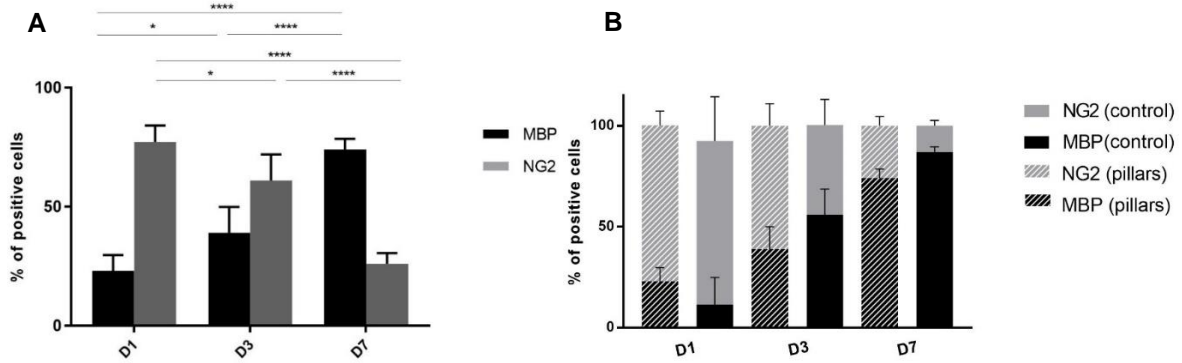 A
****
*
****
****
*
****
% of positive cells
100
50
0
D1
D3
D7
MBP
NG2
B
% of positive cells
100
50
0
D1
D3
D7
NG2 (control)
MBP(control)
NG2 (pillars)
MBP (pillars)